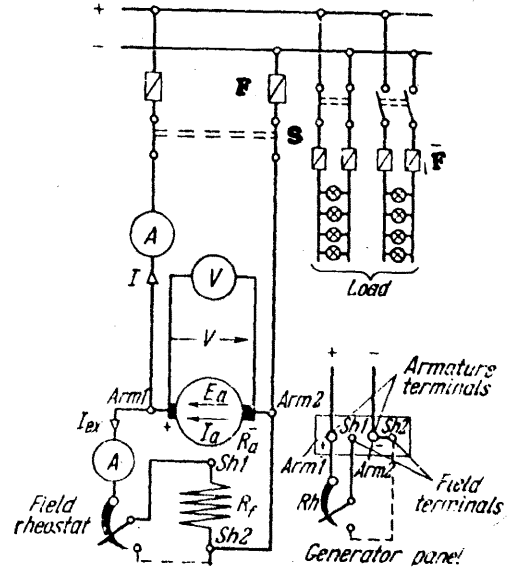 +
−
F
S
F
A
I
V
Load
V
Arm1
Ea
Ia
+
−
Ra
Arm2
Iex
A
Sh1
Rf
Sh2
Field
rheostat
+ −
Armature
terminals
Sh1 Sh2
+ −
Arm1 Arm2
Rh
Field
terminals
Generator panel